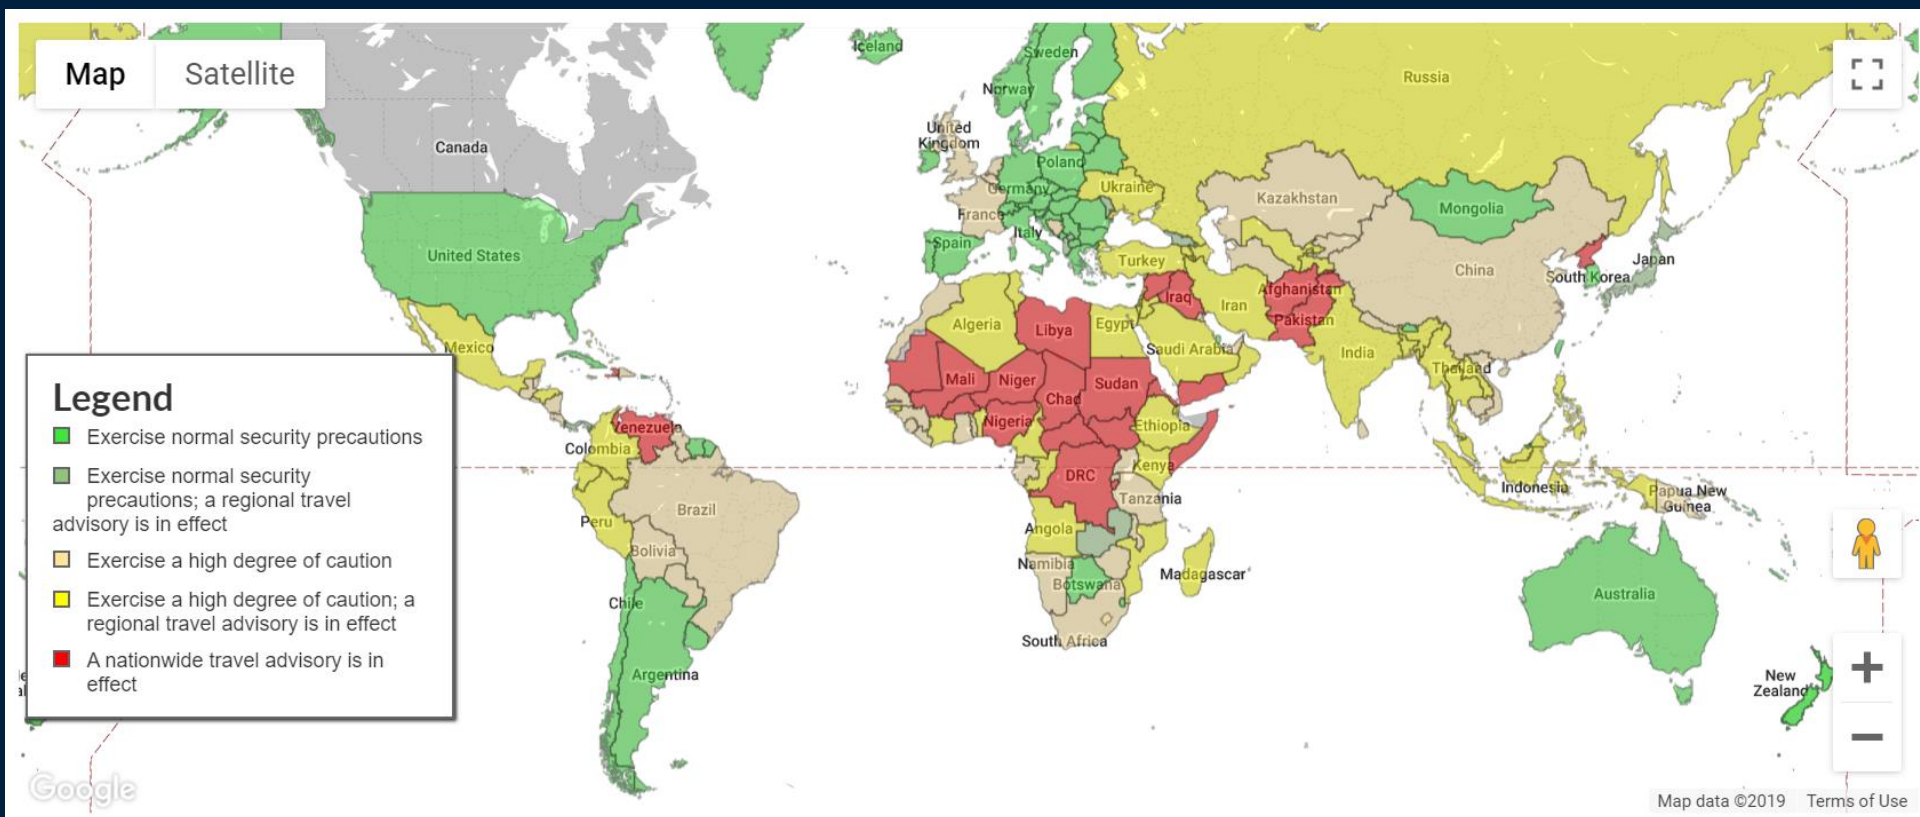 Map
Satellite
Iceland
Sweden
Norway
Russia
Canada
United
Kingdom
Poland
Germany
Ukraine
France
Kazakhstan
Mongolia
Italy
Spain
United States
Turkey
China
Japan
South Korea
Iraq
Afghanistan
Iran
Pakistan
Algeria
Libya
Egypt
Saudi Arabia
India
Mexico
Thailand
Mali
Niger
Chad
Sudan
Nigeria
Ethiopia
Venezuela
Colombia
DRC
Kenya
Indonesia
Papua New
Guinea
Brazil
Peru
Tanzania
Angola
Bolivia
Namibia
Botswana
Madagascar
Chile
South Africa
Australia
Argentina
New
Zealand
Legend
Exercise normal security precautions
Exercise normal security
precautions; a regional travel
advisory is in effect
Exercise a high degree of caution
Exercise a high degree of caution; a
regional travel advisory is in effect
A nationwide travel advisory is in
effect
Google
Map data ©2019
Terms of Use